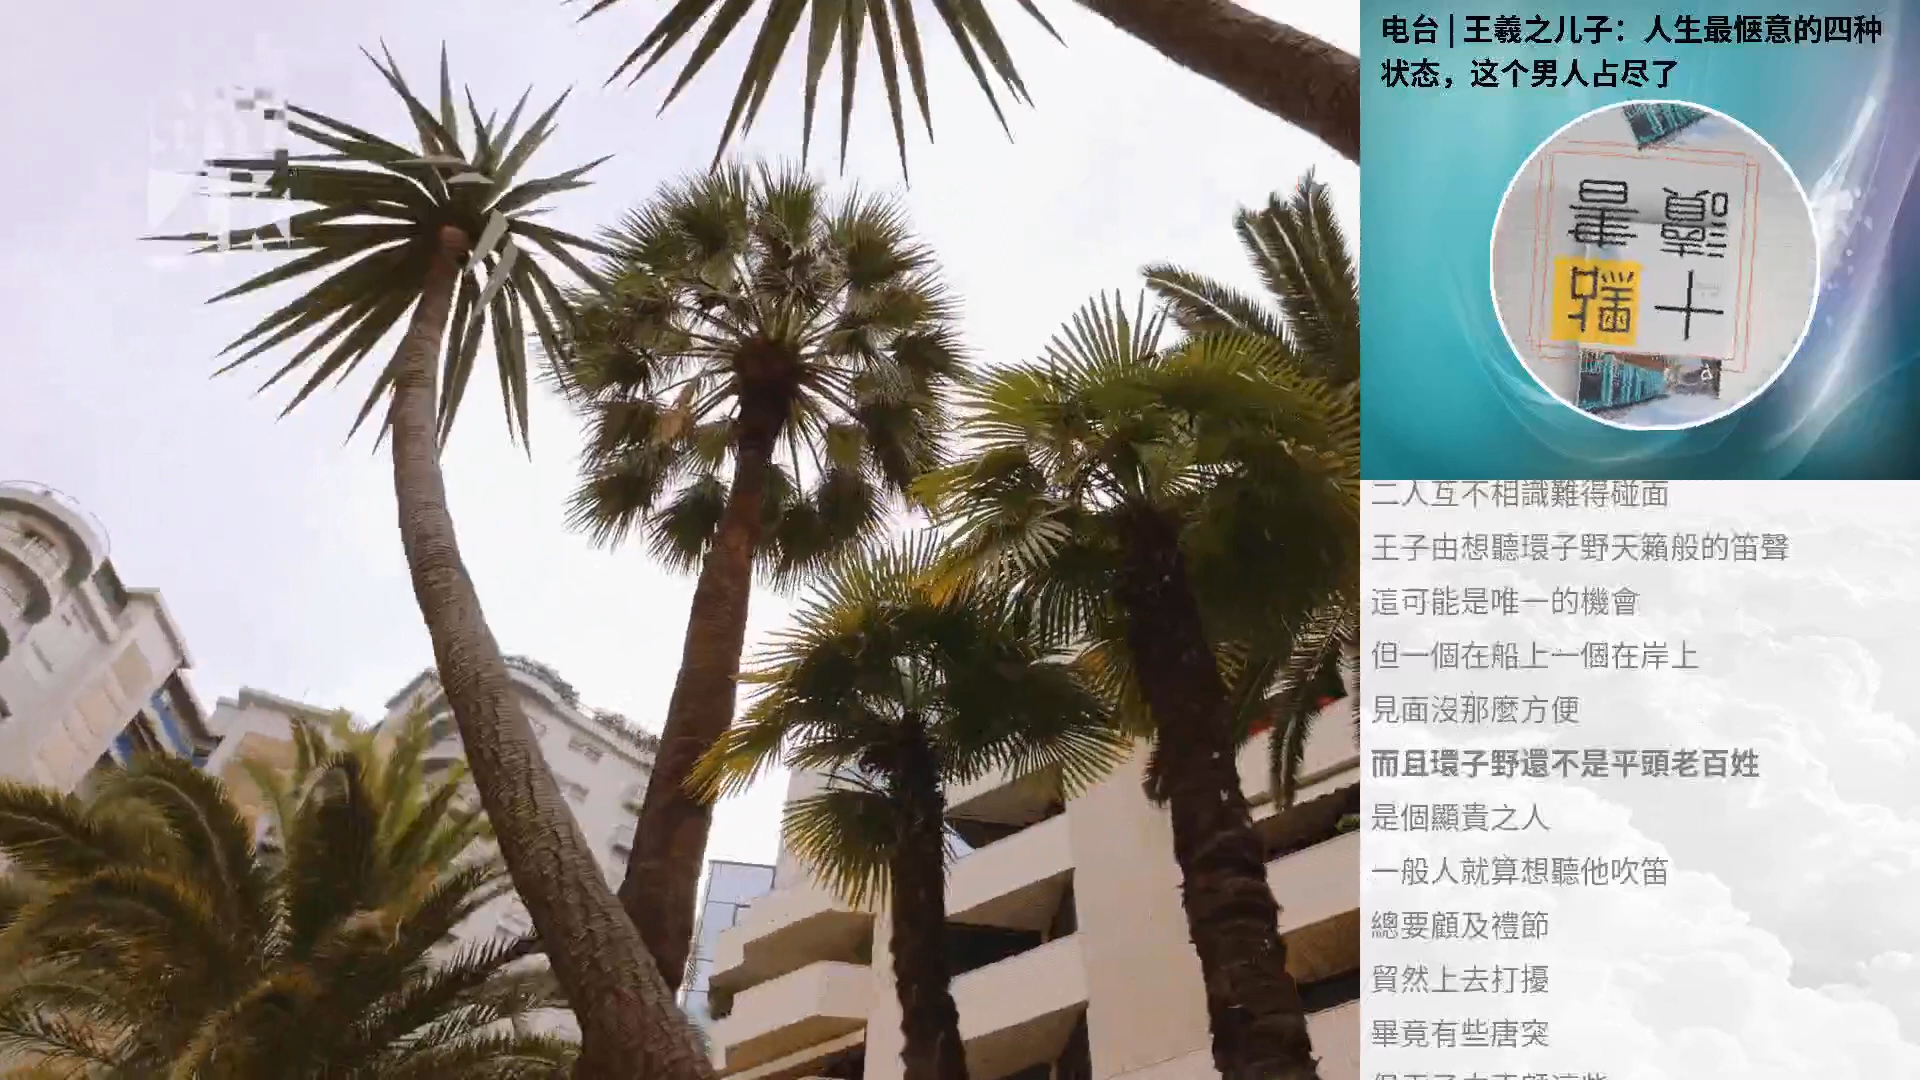 电台 | 王羲之儿子：人生最惬意的四种
状态，这个男人占尽了
二人互不相識難得碰面
王子由想聽環子野天籟般的笛聲
這可能是唯一的機會
但一個在船上一個在岸上
見面沒那麼方便
而且環子野還不是平頭老百姓
是個顯貴之人
一般人就算想聽他吹笛
總要顧及禮節
貿然上去打擾
畢竟有些唐突